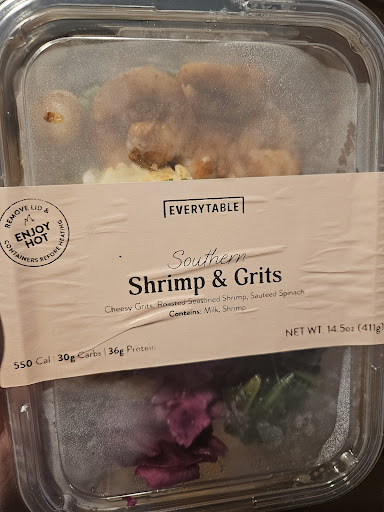 EVERYTABLE
REMOVE LID &
ENJOY
HOT
CONTAINERS BEFORE HEATING
Southern
Shrimp & Grits
Cheesy Grits, Roasted Seasoned Shrimp, Sauteed Spinach
Contains: Milk, Shrimp
NET WT 14.5oz (411g)
550 Cal | 30g Carbs | 36g Protein